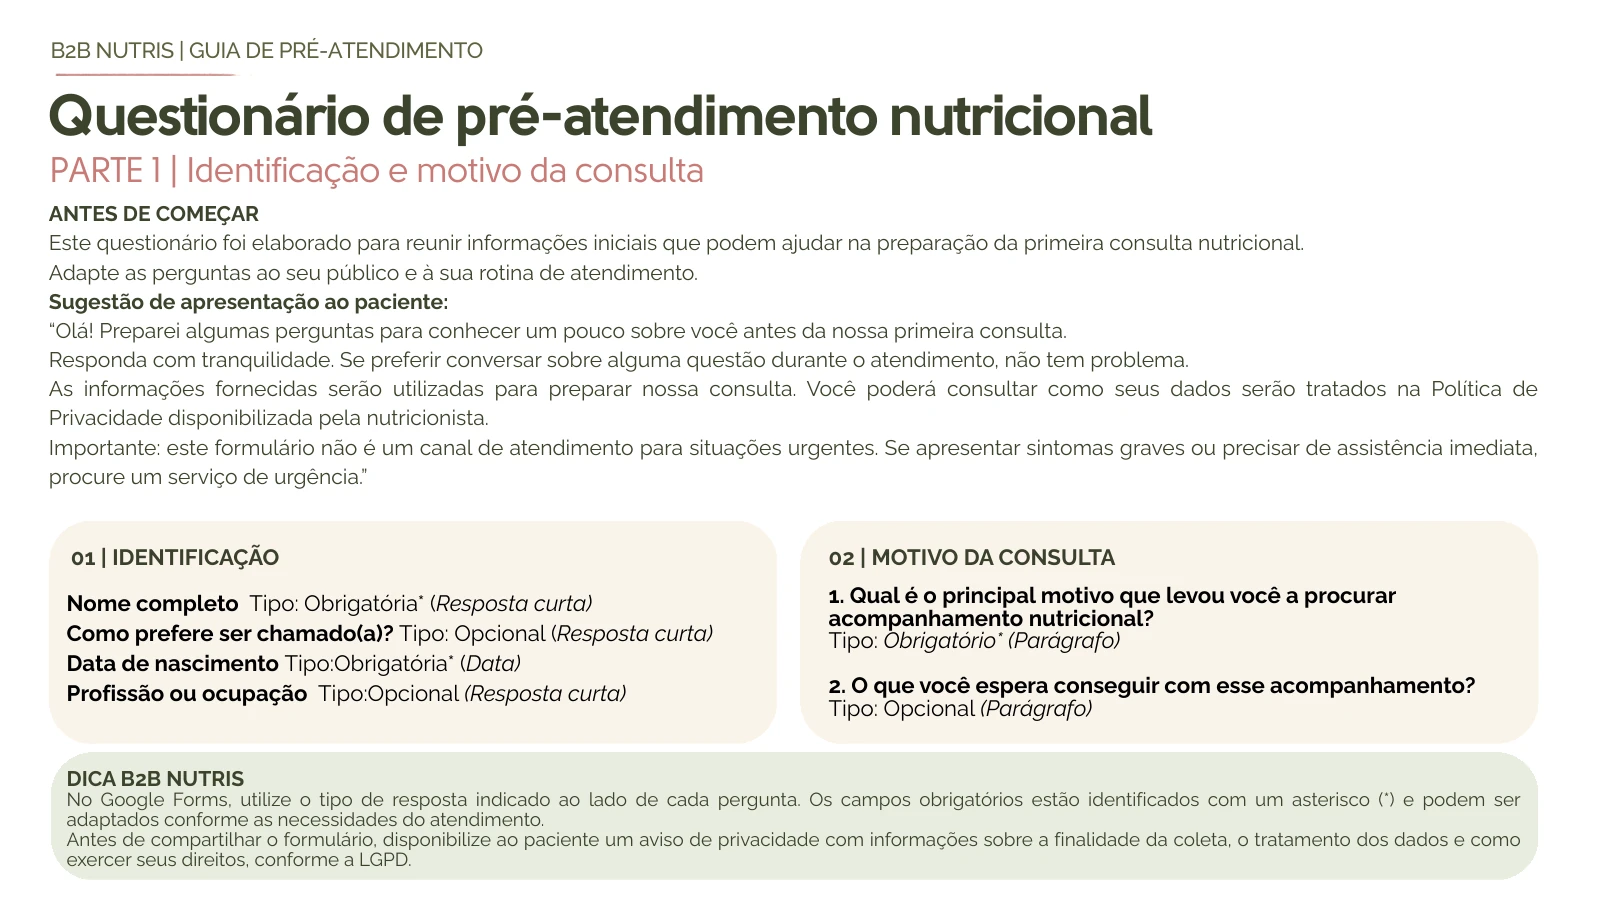 B2B NUTRIS | GUIA DE PRÉ-ATENDIMENTO
Questionário de pré-atendimento nutricional
PARTE 1 | Identificação e motivo da consulta
ANTES DE COMEÇAR
Este questionário foi elaborado para reunir informações iniciais que podem ajudar na preparação da primeira consulta nutricional.
Adapte as perguntas ao seu público e à sua rotina de atendimento.
Sugestão de apresentação ao paciente:
“Olá! Preparei algumas perguntas para conhecer um pouco sobre você antes da nossa primeira consulta.
Responda com tranquilidade. Se preferir conversar sobre alguma questão durante o atendimento, não tem problema.
As informações fornecidas serão utilizadas para preparar nossa consulta. Você poderá consultar como seus dados serão tratados na Política de
Privacidade disponibilizada pela nutricionista.
Importante: este formulário não é um canal de atendimento para situações urgentes. Se apresentar sintomas graves ou precisar de assistência imediata,
procure um serviço de urgência.”
01 | IDENTIFICAÇÃO
Nome completo Tipo: Obrigatória* (Resposta curta)
Como prefere ser chamado(a)? Tipo: Opcional (Resposta curta)
Data de nascimento Tipo:Obrigatória* (Data)
Profissão ou ocupação Tipo:Opcional (Resposta curta)
02 | MOTIVO DA CONSULTA
1. Qual é o principal motivo que levou você a procurar
acompanhamento nutricional?
Tipo: Obrigatório* (Parágrafo)
2. O que você espera conseguir com esse acompanhamento?
Tipo: Opcional (Parágrafo)
DICA B2B NUTRIS
No Google Forms, utilize o tipo de resposta indicado ao lado de cada pergunta. Os campos obrigatórios estão identificados com um asterisco (*) e podem ser
adaptados conforme as necessidades do atendimento.
Antes de compartilhar o formulário, disponibilize ao paciente um aviso de privacidade com informações sobre a finalidade da coleta, o tratamento dos dados e como
exercer seus direitos, conforme a LGPD.